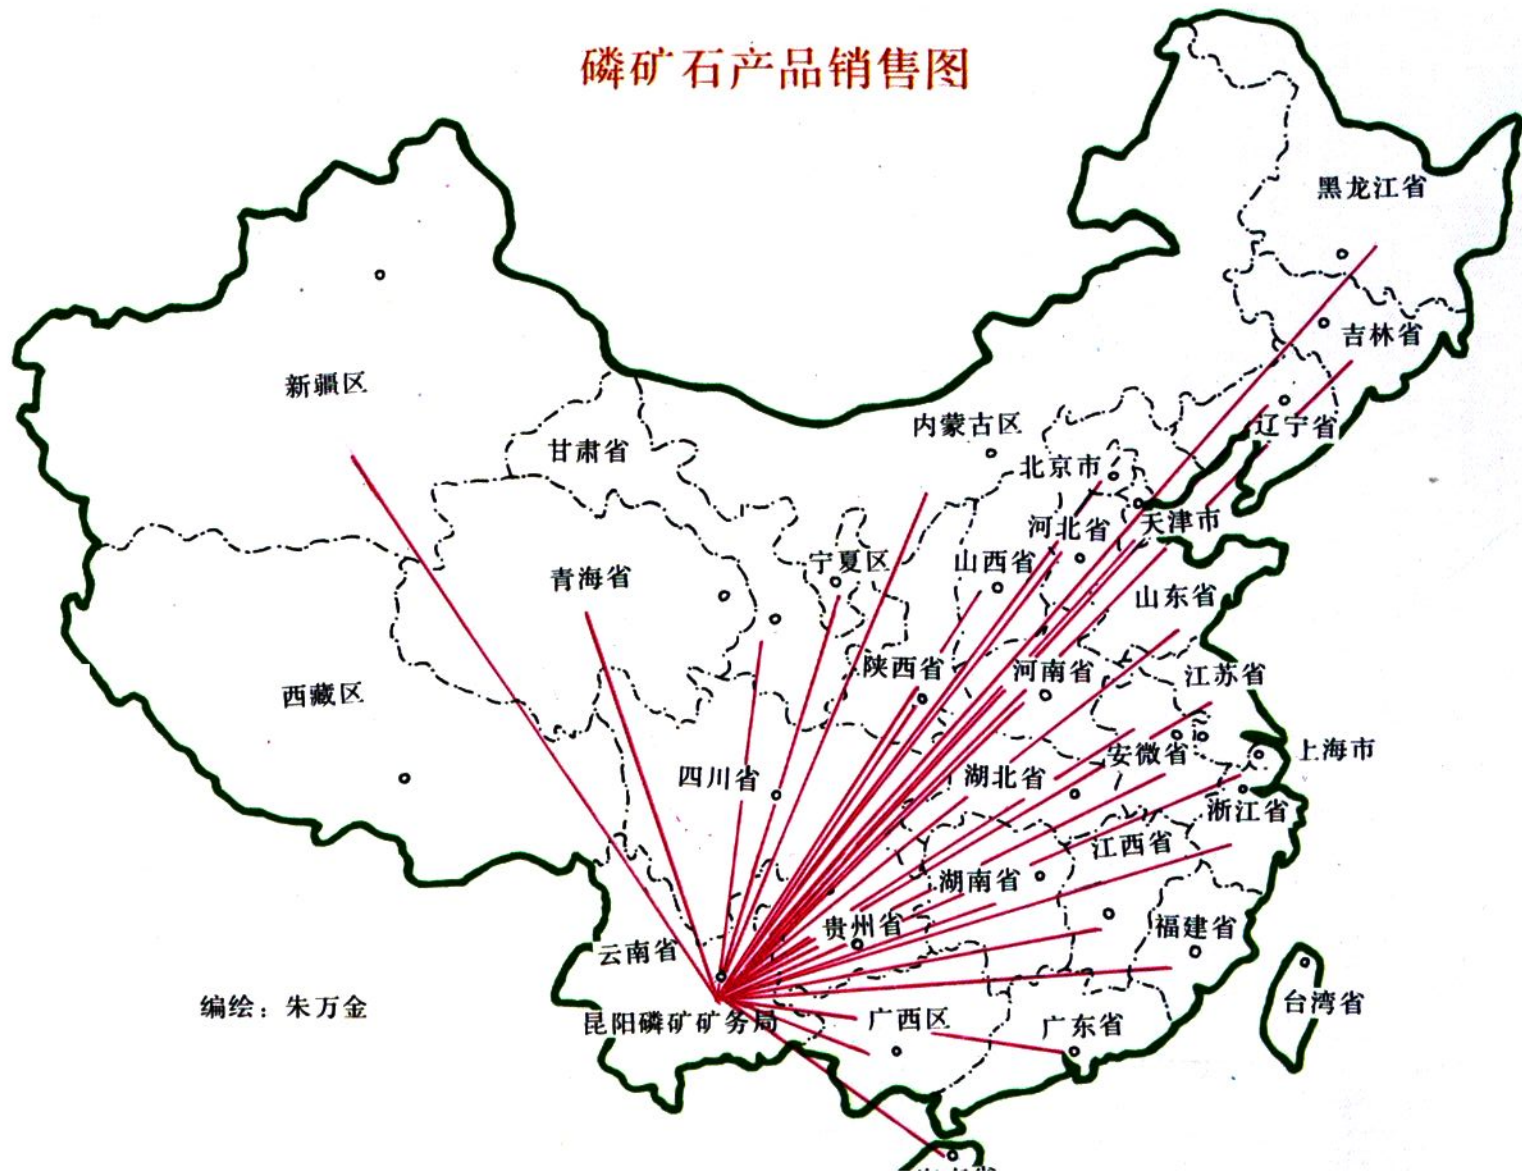 磷矿石产品销售图
黑龙江省
吉林省
新疆区
内蒙古区
辽宁省
甘肃省
北京市
天津市
河北省
宁夏区
山西省
青海省
山东省
陕西省
河南省
江苏省
西藏区
上海市
安微省
四川省
湖北省
浙江省
江西省
湖南省
贵州省
福建省
云南省
台湾省
编绘：朱万金
昆阳磷矿矿务局
广西区
广东省